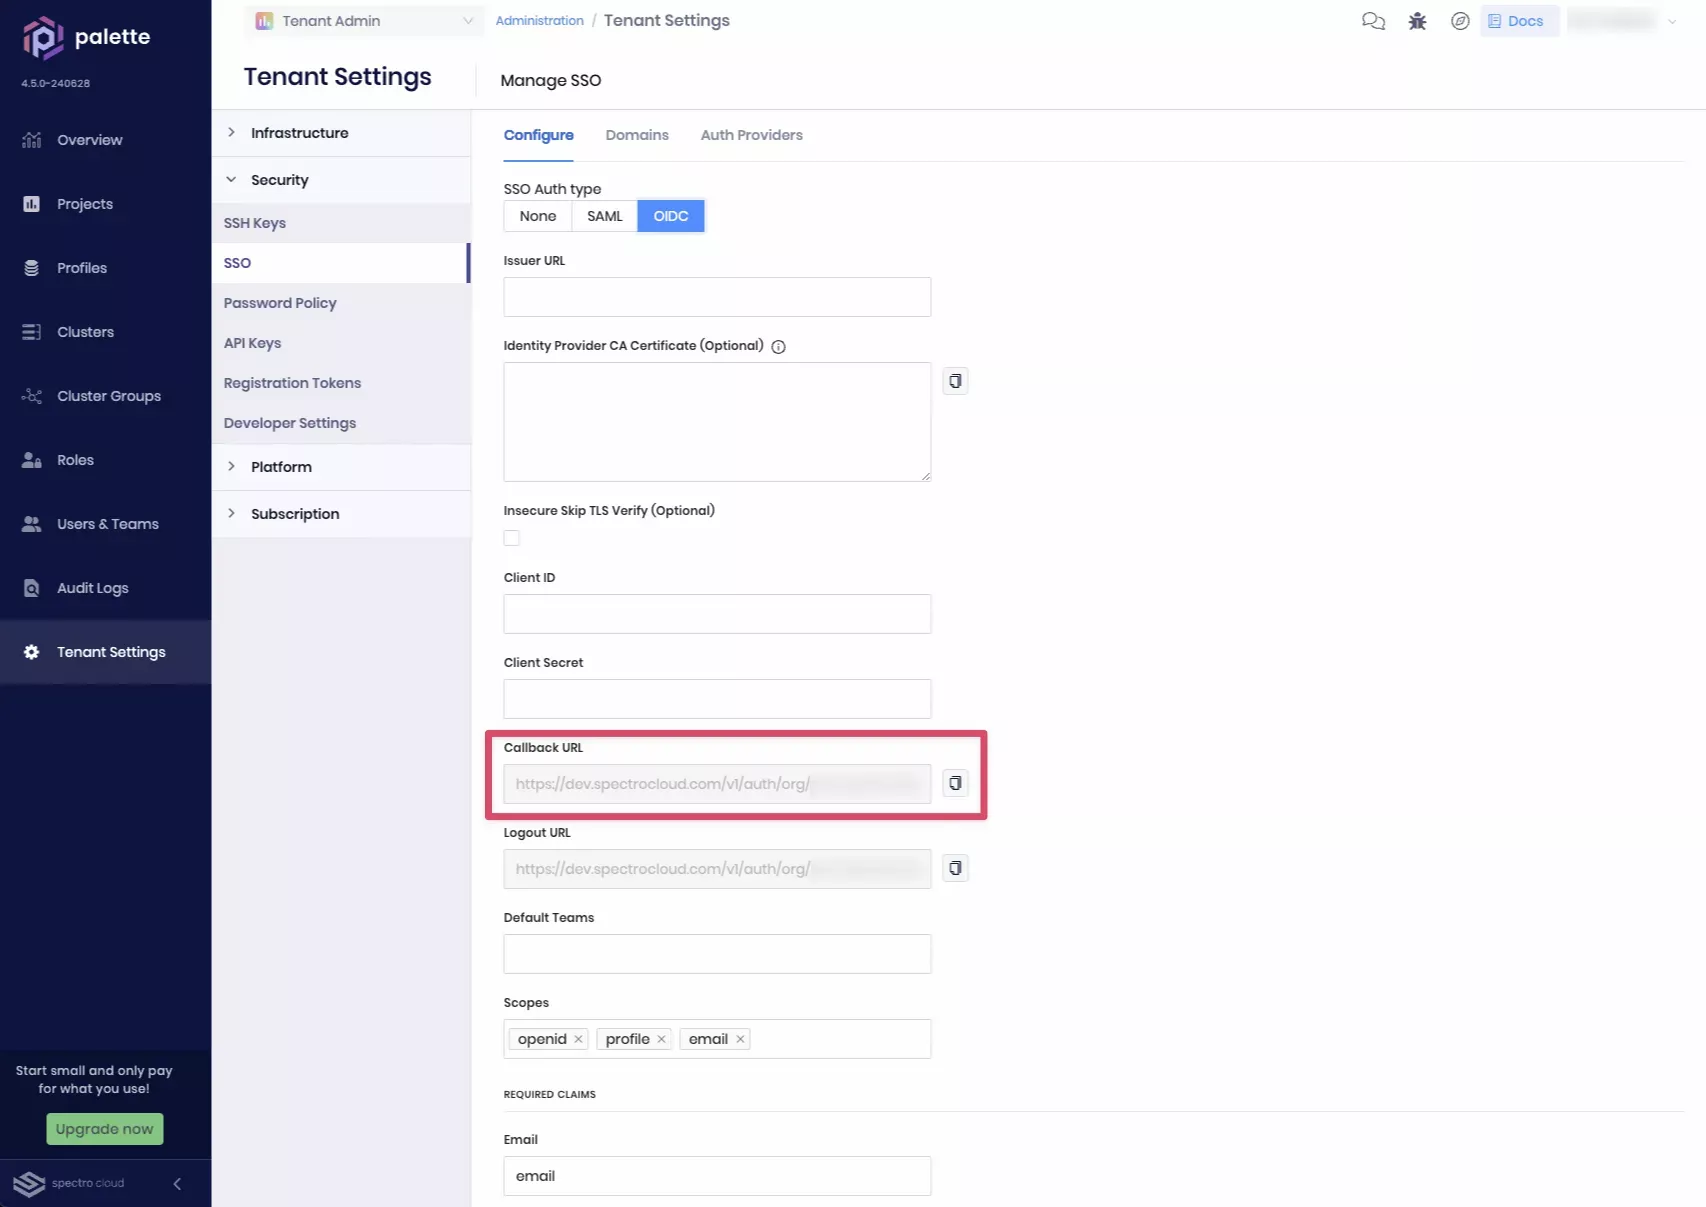 palette
4.5.0-240628
Overview
Projects
Profiles
Clusters
Cluster Groups
Roles
Users & Teams
Audit Logs
Tenant Settings
Start small and only pay
for what you use!
Upgrade now
spectro cloud
Tenant Admin
Administration / Tenant Settings
Docs
Tenant Settings
Manage SSO
Infrastructure
Security
SSH Keys
SSO
Password Policy
API Keys
Registration Tokens
Developer Settings
Platform
Subscription
Configure
Domains
Auth Providers
SSO Auth type
None
SAML
OIDC
Issuer URL
Identity Provider CA Certificate (Optional)
Insecure Skip TLS Verify (Optional)
Client ID
Client Secret
Callback URL
https://dev.spectrocloud.com/v1/auth/org/
Logout URL
https://dev.spectrocloud.com/v1/auth/org/
Default Teams
Scopes
openid
profile
email
REQUIRED CLAIMS
Email
email